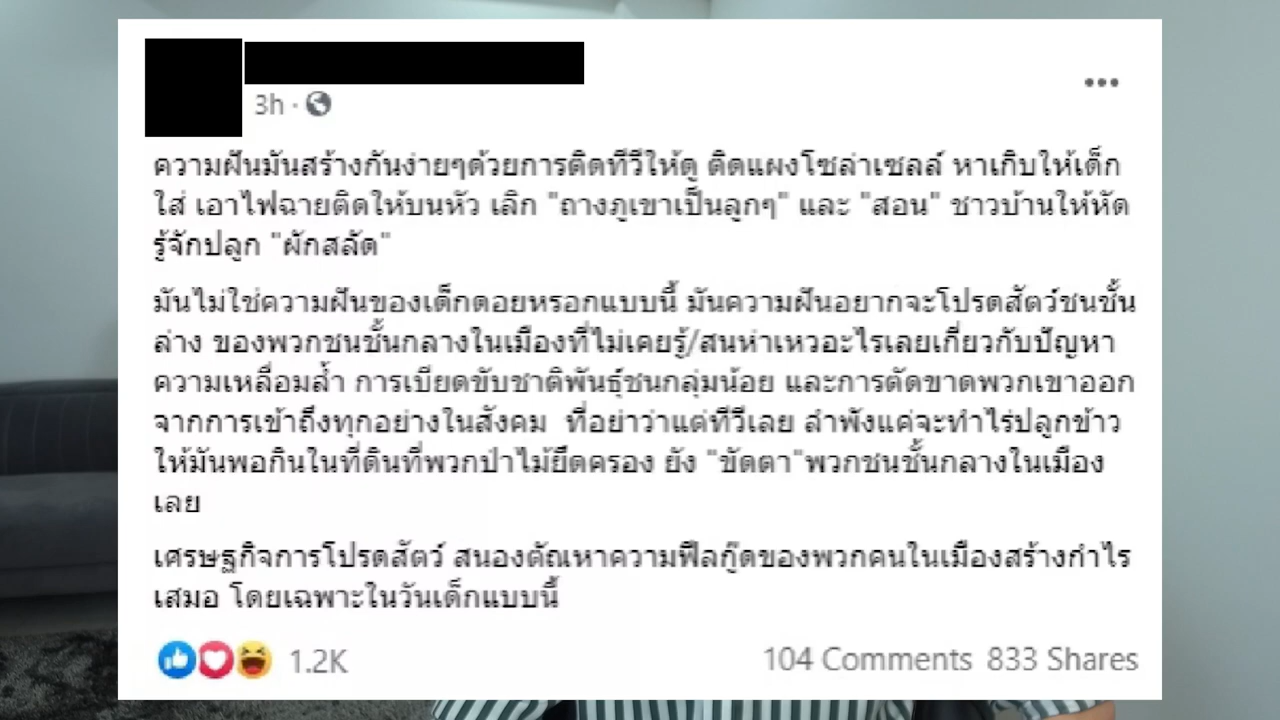 3h ·
ความฝันมันสร้างกันง่ายๆด้วยการติดทีวีให้ดู ติดแผงโซล่าเซลล์ หาเกิบให้เด็ก
ใส่ เอาไฟฉายติดให้บนหัว เลิก "ถางภูเขาเป็นลูกๆ" และ "สอน" ชาวบ้านให้หัด
รู้จักปลูก "ผักสลัด"
มันไม่ใช่ความฝันของเด็กดอยหรอกแบบนี้ มันความฝันอยากจะโปรดสัตว์ชนชั้น
ล่าง ของพวกชนชั้นกลางในเมืองที่ไม่เคยรู้/สนห่าเหวอะไรเลยเกี่ยวกับปัญหา
ความเหลื่อมล้ำ การเบียดขับชาติพันธุ์ชนกลุ่มน้อย และการตัดขาดพวกเขาออก
จากการเข้าถึงทุกอย่างในสังคม ที่อย่าว่าแต่ทีวีเลย ลำพังแค่จะทำไร่ปลูกข้าว
ให้มันพอกินในที่ดินที่พวกป่าไม้ยึดครอง ยัง "ขัดตา"พวกชนชั้นกลางในเมือง
เลย
เศรษฐกิจการโปรดสัตว์ สนองตัณหาความฟีลกู๊ดของพวกคนในเมืองสร้างกำไร
เสมอ โดยเฉพาะในวันเด็กแบบนี้
1.2K
104 Comments 833 Shares